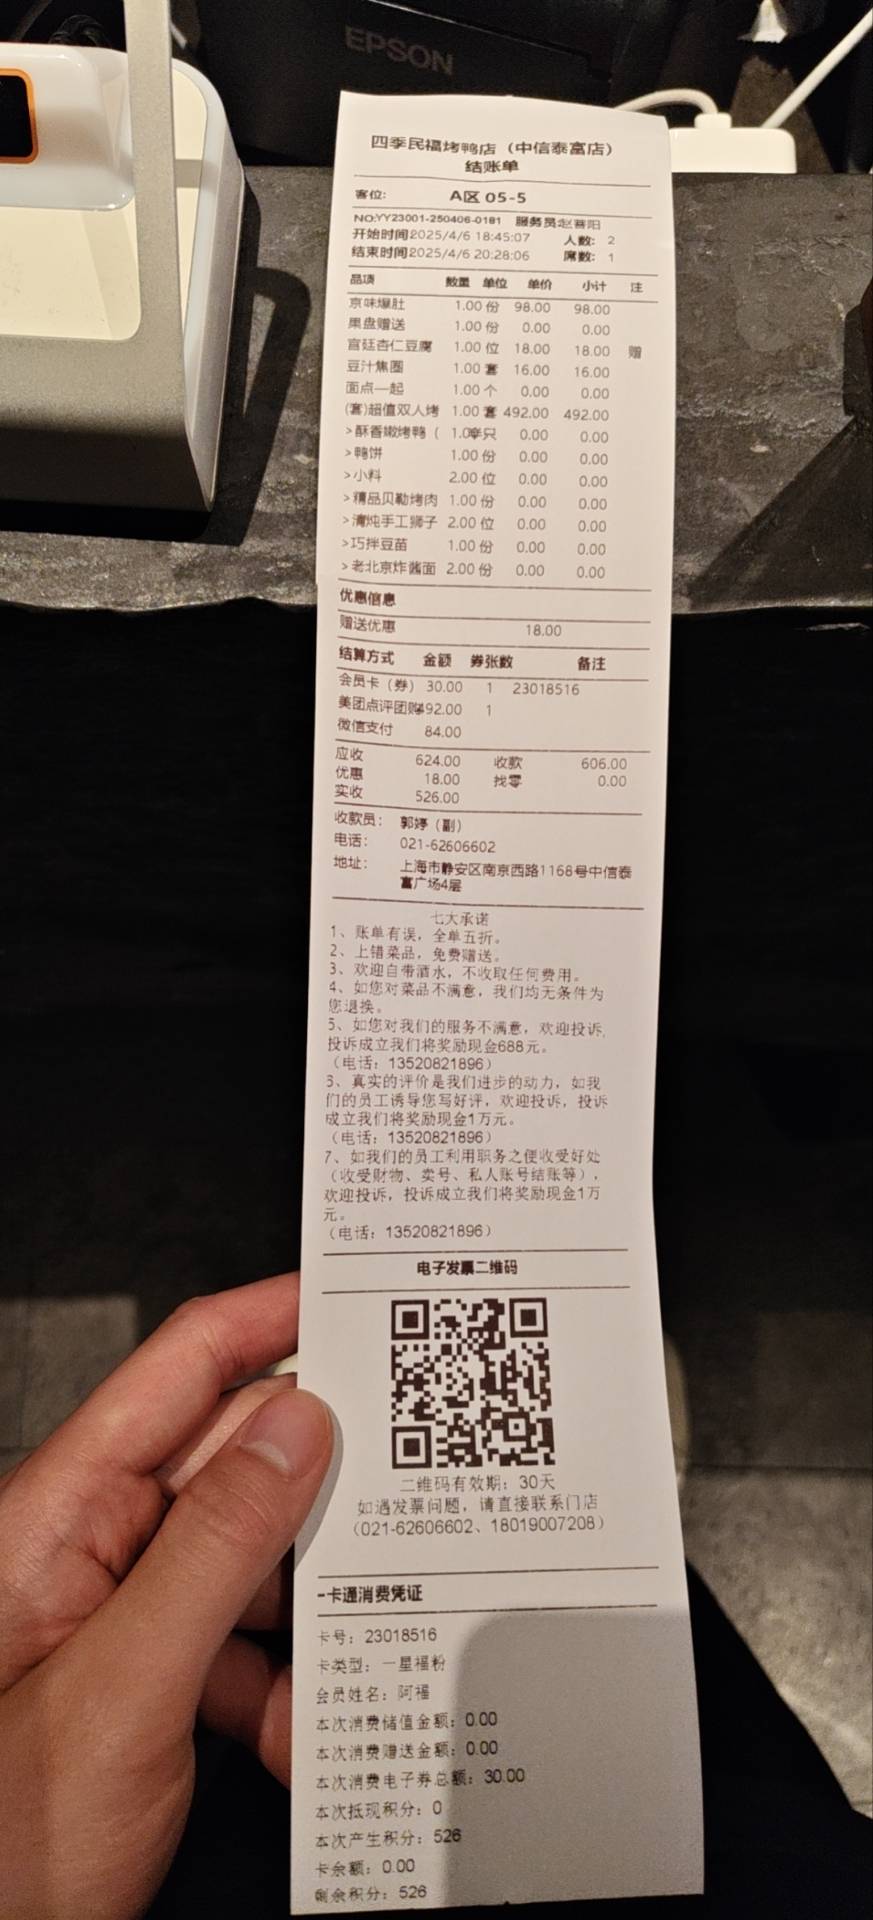 EPSON
四季民福烤鸭店（中信泰富店）
结账单
客位： A区 05-5
NO:YY23001-250406-0181 服务员赵蓉阳
开始时间2025/4/6 18:45:07 人数： 2
结束时间2025/4/6 20:28:06 席数： 1
品项 数量 单位 单价 小计 注
京味爆肚 1.00 份 98.00 98.00
果盘赠送 1.00 份 0.00 0.00
宫廷杏仁豆腐 1.00 位 18.00 18.00 赠
豆汁焦圈 1.00 套 16.00 16.00
面点一起 1.00 个 0.00 0.00
(套)超值双人烤 1.00 套 492.00 492.00
>酥香嫩烤鸭（ 1.0 只 0.00 0.00
>鸭饼 1.00 份 0.00 0.00
>小料 2.00 位 0.00 0.00
>精品贝勒烤肉 1.00 份 0.00 0.00
>清炖手工狮子 2.00 位 0.00 0.00
>巧拌豆苗 1.00 份 0.00 0.00
>老北京炸酱面 2.00 份 0.00 0.00
优惠信息
赠送优惠 18.00
结算方式 金额 券张数 备注
会员卡（券） 30.00 1 23018516
美团点评团购492.00 1
微信支付 84.00
应收 624.00 收款 606.00
优惠 18.00 找零 0.00
实收 526.00
收款员： 郭婷（副）
电话： 021-62606602
地址： 上海市静安区南京西路1168号中信泰
富广场4层
七大承诺
1、账单有误，全单五折。
2、上错菜品，免费赠送。
3、欢迎自带酒水，不收取任何费用。
4、如您对菜品不满意，我们均无条件为
您退换。
5、如您对我们的服务不满意，欢迎投诉，
投诉成立我们将奖励现金688元。
（电话：13520821896）
6、真实的评价是我们进步的动力，如我
们的员工诱导您写好评，欢迎投诉，投诉
成立我们将奖励现金1万元。
（电话：13520821896）
7、如我们的员工利用职务之便收受好处
（收受财物、卖号、私人账号结账等），
欢迎投诉，投诉成立我们将奖励现金1万
元。
（电话：13520821896）
电子发票二维码
二维码有效期：30天
如遇发票问题，请直接联系门店
（021-62606602、18019007208）
一卡通消费凭证
卡号：23018516
卡类型：一星福粉
会员姓名：阿福
本次消费储值金额：0.00
本次消费赠送金额：0.00
本次消费电子券总额：30.00
本次抵现积分：0
本次产生积分：526
卡余额：0.00
剩余积分：526